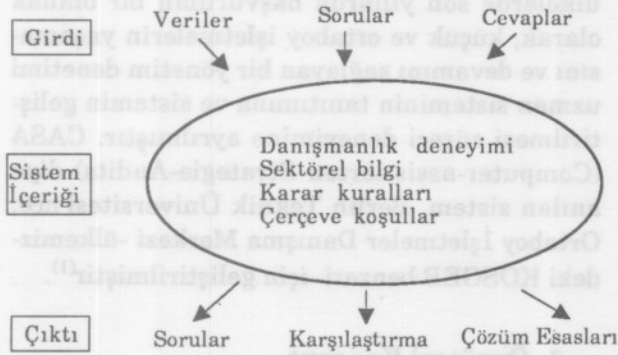 Veriler Sorular Cevaplar
Girdi
Danışmanlık deneyimi
Sektörel bilgi
Karar kuralları
Çerçeve koşullar
Sistem
İçeriği
Çıktı
Sorular Karşılaştırma Çözüm Esasları